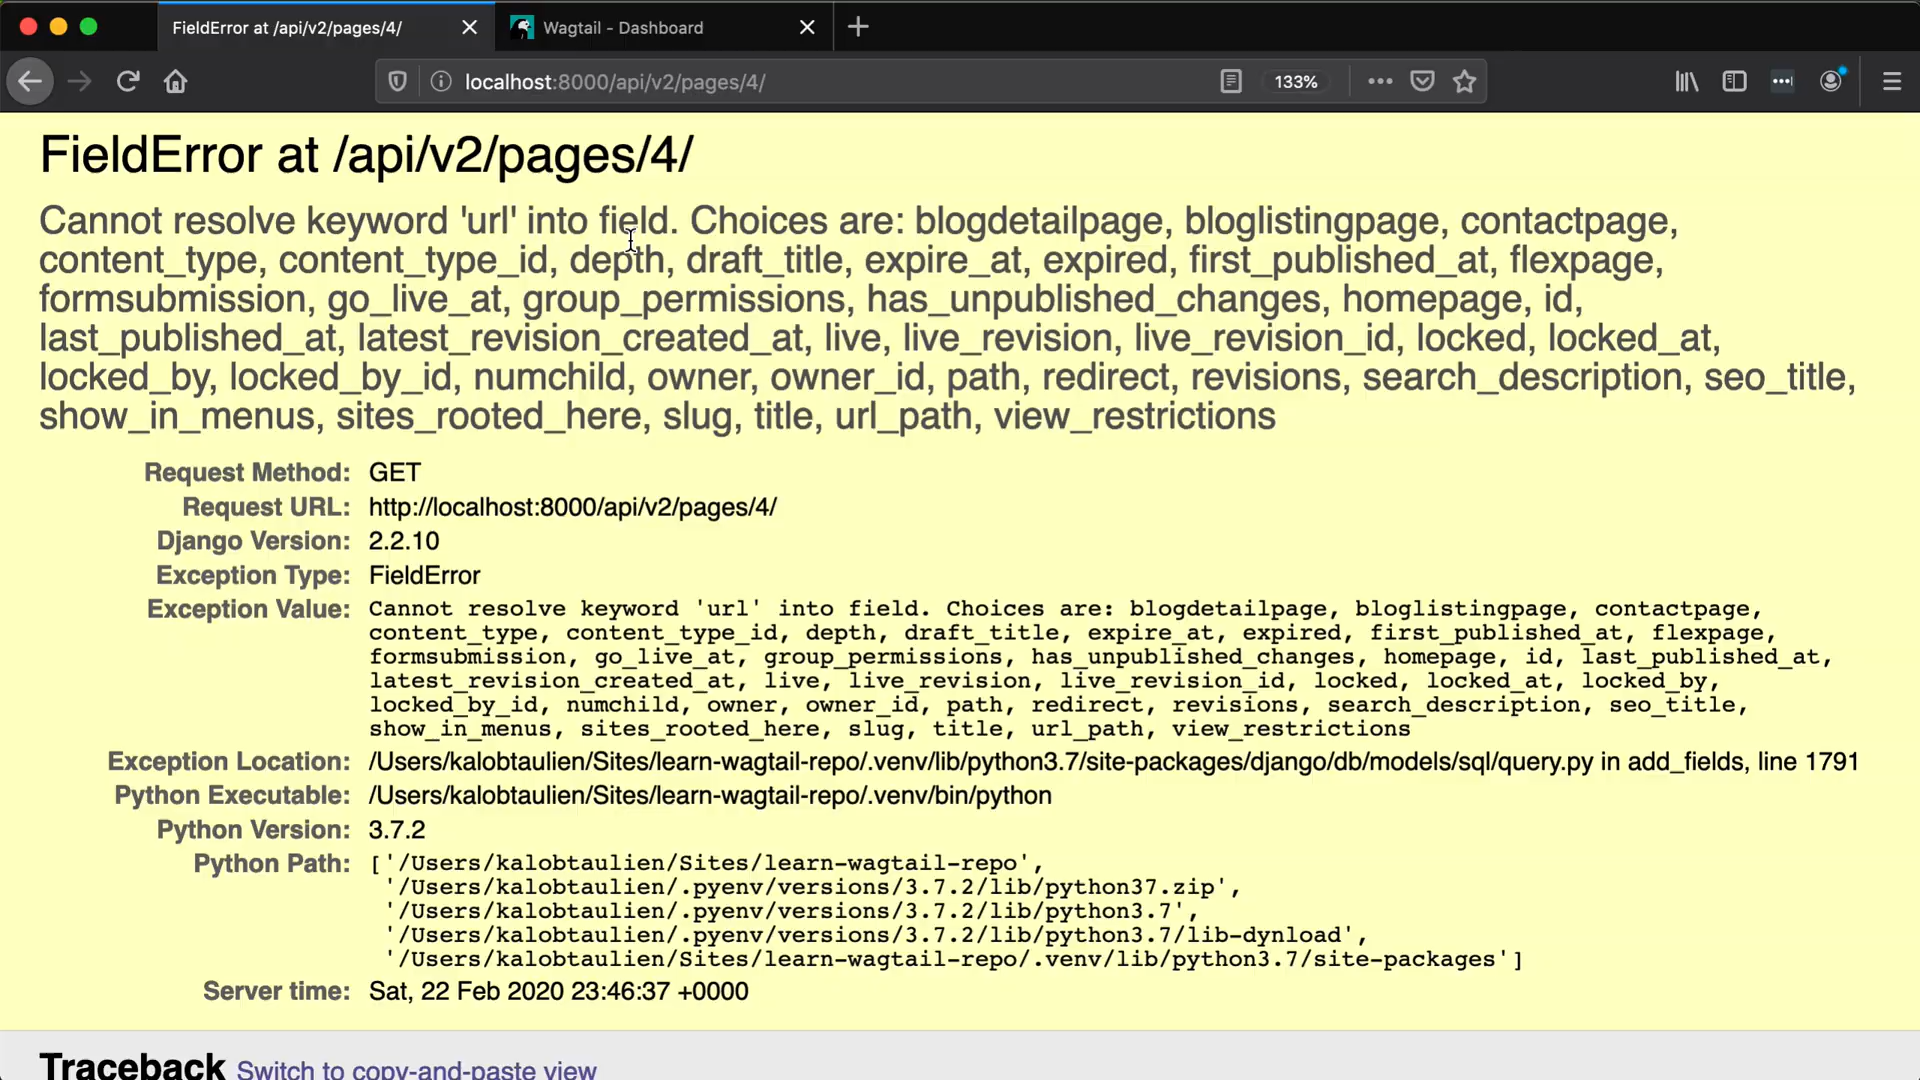 FieldError at /api/v2/pages/4/
Wagtail - Dashboard
localhost:8000/api/v2/pages/4/
133%
FieldError at /api/v2/pages/4/
Cannot resolve keyword 'url' into field. Choices are: blogdetailpage, bloglistingpage, contactpage,
content_type, content_type_id, depth, draft_title, expire_at, expired, first_published_at, flexpage,
formsubmission, go_live_at, group_permissions, has_unpublished_changes, homepage, id,
last_published_at, latest_revision_created_at, live, live_revision, live_revision_id, locked, locked_at,
locked_by, locked_by_id, numchild, owner, owner_id, path, redirect, revisions, search_description, seo_title,
show_in_menus, sites_rooted_here, slug, title, url_path, view_restrictions
Request Method: GET
Request URL: http://localhost:8000/api/v2/pages/4/
Django Version: 2.2.10
Exception Type: FieldError
Exception Value: Cannot resolve keyword 'url' into field. Choices are: blogdetailpage, bloglistingpage, contactpage,
content_type, content_type_id, depth, draft_title, expire_at, expired, first_published_at, flexpage,
formsubmission, go_live_at, group_permissions, has_unpublished_changes, homepage, id, last_published_at,
latest_revision_created_at, live, live_revision, live_revision_id, locked, locked_at, locked_by,
locked_by_id, numchild, owner, owner_id, path, redirect, revisions, search_description, seo_title,
show_in_menus, sites_rooted_here, slug, title, url_path, view_restrictions
Exception Location: /Users/kalobtaulien/Sites/learn-wagtail-repo/.venv/lib/python3.7/site-packages/django/db/models/sql/query.py in add_fields, line 1791
Python Executable: /Users/kalobtaulien/Sites/learn-wagtail-repo/.venv/bin/python
Python Version: 3.7.2
Python Path: ['/Users/kalobtaulien/Sites/learn-wagtail-repo',
'/Users/kalobtaulien/.pyenv/versions/3.7.2/lib/python37.zip',
'/Users/kalobtaulien/.pyenv/versions/3.7.2/lib/python3.7',
'/Users/kalobtaulien/.pyenv/versions/3.7.2/lib/python3.7/lib-dynload',
'/Users/kalobtaulien/Sites/learn-wagtail-repo/.venv/lib/python3.7/site-packages']
Server time: Sat, 22 Feb 2020 23:46:37 +0000
Traceback Switch to copy-and-paste view